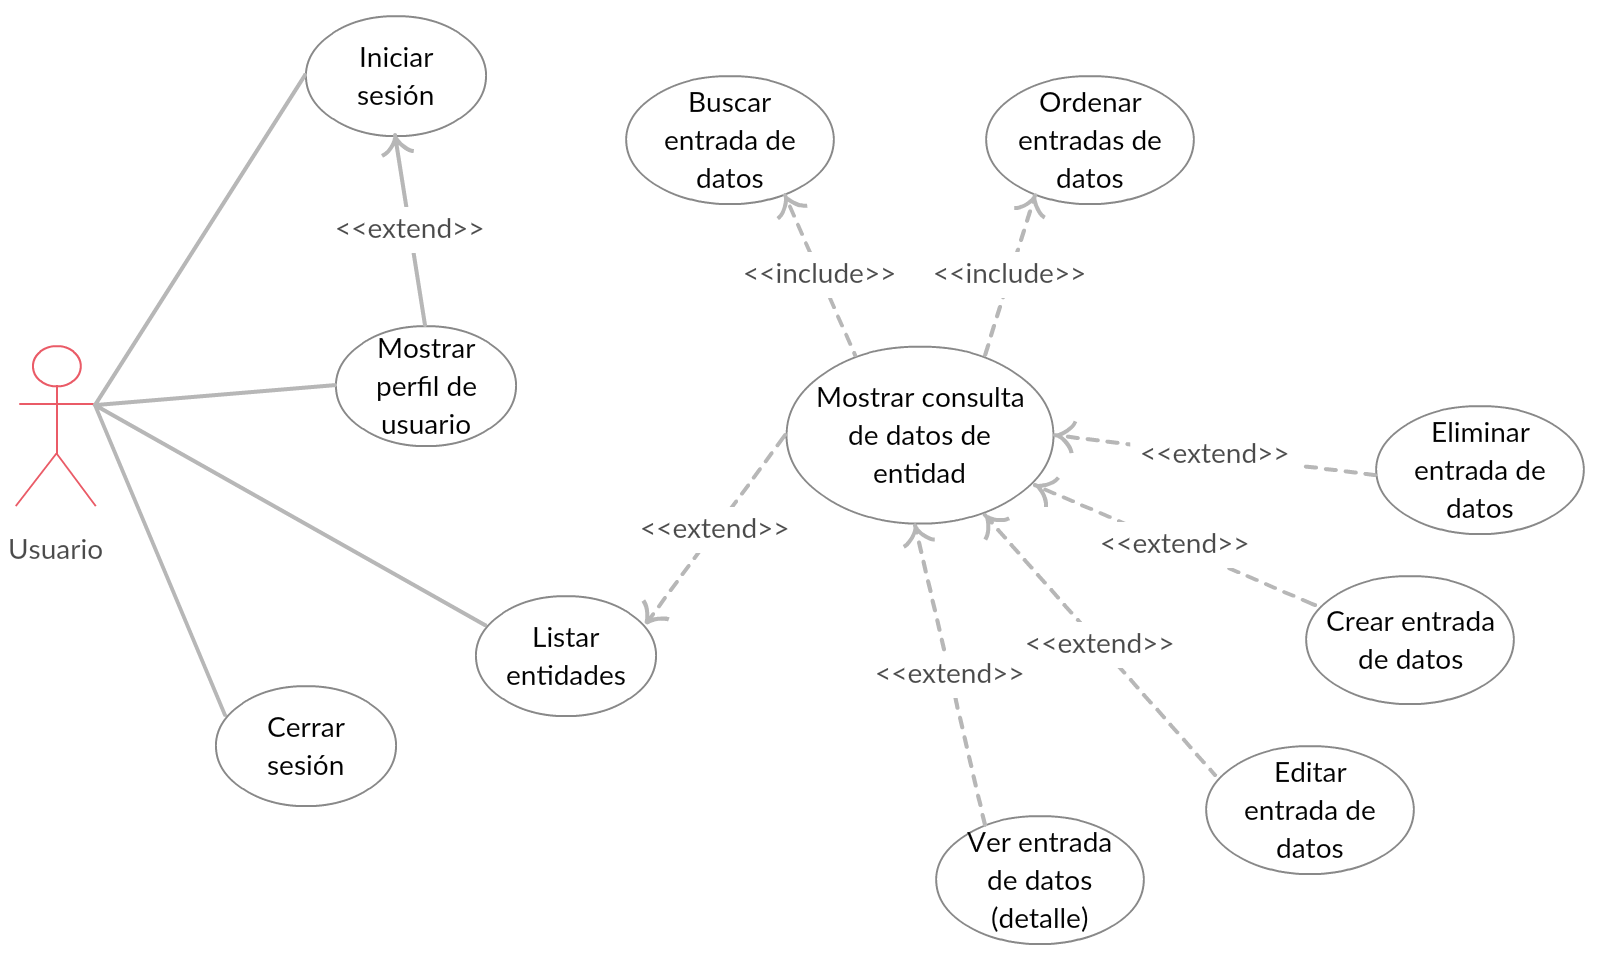 Iniciar
sesión
Buscar
entrada de
datos
Ordenar
entradas de
datos
<<extend>>
<<include>>
<<include>>
Mostrar
perfil de
usuario
Mostrar consulta
de datos de
entidad
<<extend>>
Eliminar
entrada de
datos
<<extend>>
<<extend>>
Usuario
Crear entrada
de datos
<<extend>>
<<extend>>
Listar
entidades
Cerrar
sesión
Editar
entrada de
datos
Ver entrada
de datos
(detalle)